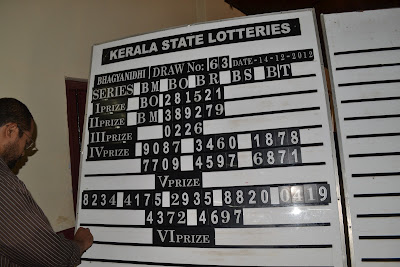 KERALA STATE LOTTERIES
BHAGYANIDHI DRAW No: 63 DATE-14-12-2012
SERIES BM BO BR BS BT
I PRIZE BO 281521
II PRIZE BM 389279
III PRIZE 0226
IV PRIZE 9087 3460 1878
7709 4597 6871
V PRIZE
8234 4175 2935 8820 0419
4372 4697
VI PRIZE